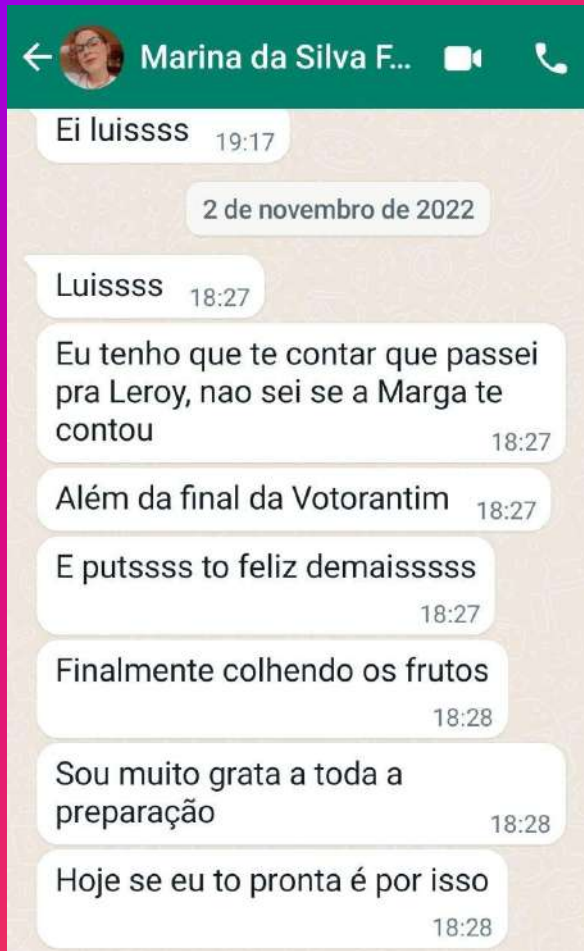 Marina da Silva F...
Ei luissss 19:17
2 de novembro de 2022
Luissss 18:27
Eu tenho que te contar que passei
pra Leroy, nao sei se a Marga te
contou 18:27
Além da final da Votorantim 18:27
E putssss to feliz demaisssss
18:27
Finalmente colhendo os frutos
18:28
Sou muito grata a toda a
preparação 18:28
Hoje se eu to pronta é por isso
18:28